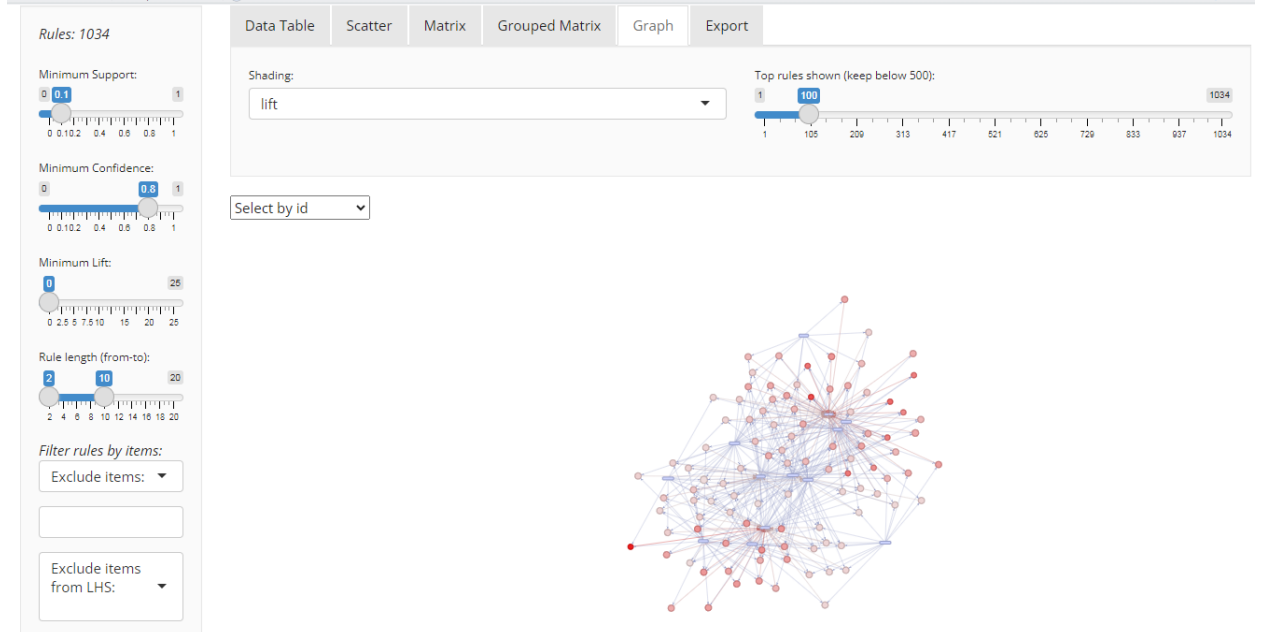 Rules: 1034
Minimum Support:
0 0.1 1
0 0.10.2 0.4 0.6 0.8 1
Minimum Confidence:
0 0.8 1
0 0.10.2 0.4 0.6 0.8 1
Minimum Lift:
0 25
0 2.5 5 7.510 15 20 25
Rule length (from-to):
2 10 20
2 4 6 8 10 12 14 16 18 20
Filter rules by items:
Exclude items:
Exclude items
from LHS:
Data Table Scatter Matrix Grouped Matrix Graph Export
Shading:
lift
Top rules shown (keep below 500):
1 100 1034
1 105 209 313 417 521 625 729 833 937 1034
Select by id